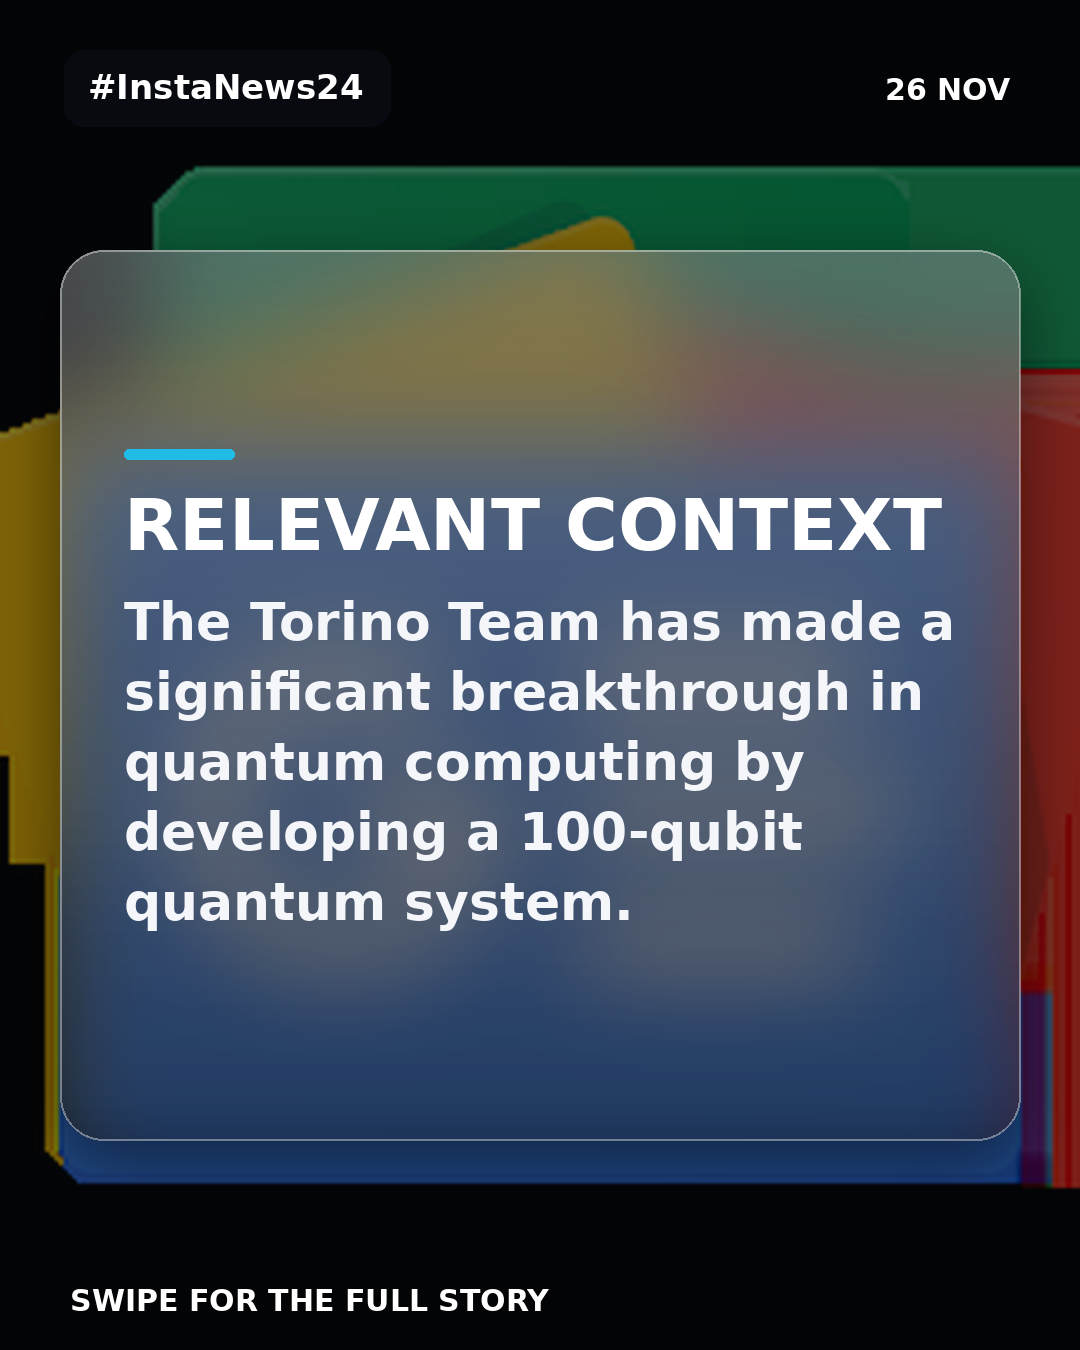 #InstaNews24
26 NOV
RELEVANT CONTEXT
The Torino Team has made a
significant breakthrough in
quantum computing by
developing a 100-qubit
quantum system.
SWIPE FOR THE FULL STORY